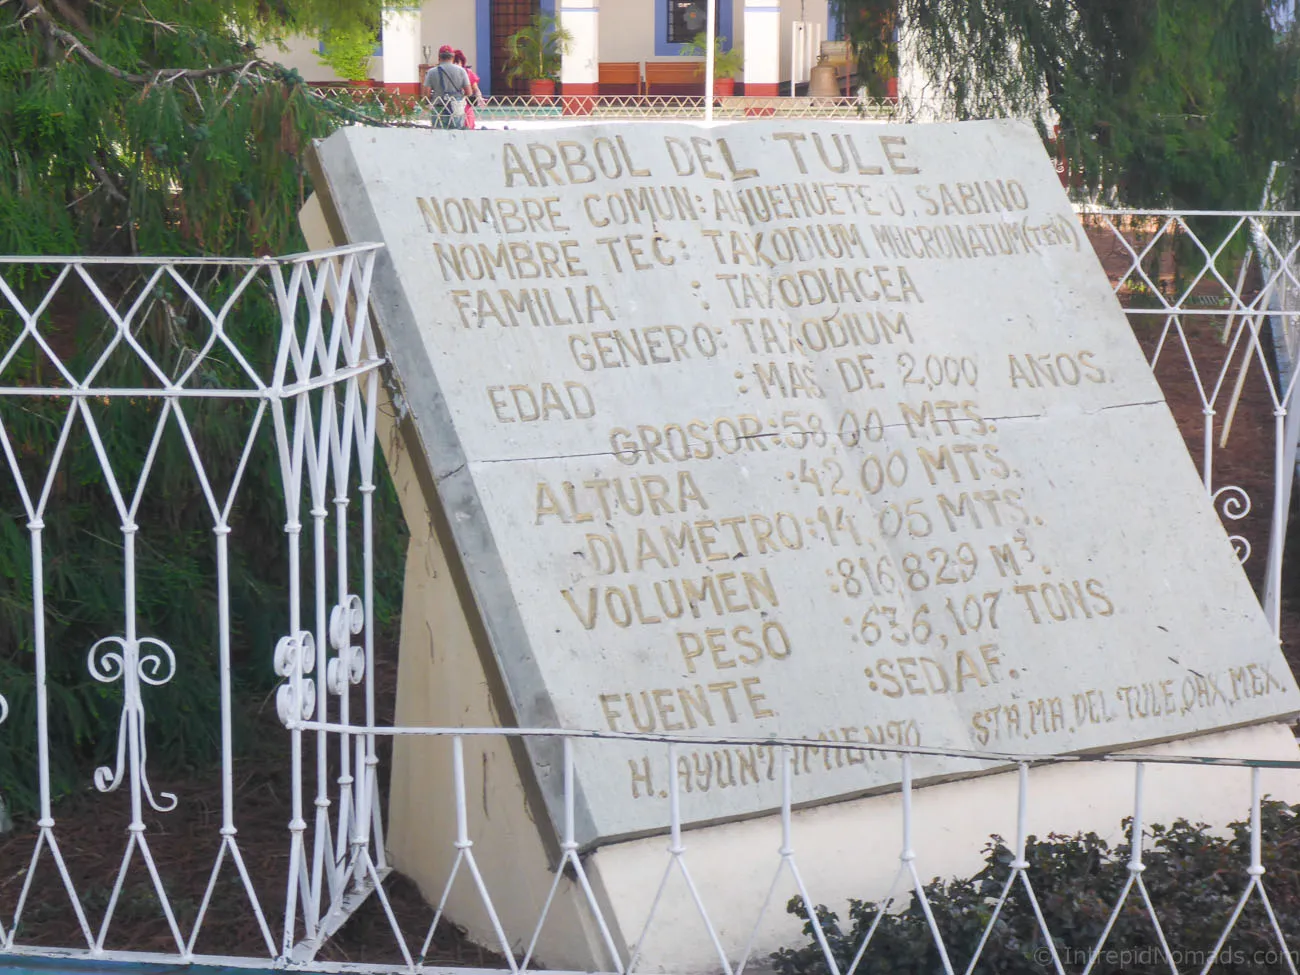 ARBOL DEL TULE
NOMBRE COMUN: AHUEHUETE O. SABINO
NOMBRE TEC: TAXODIUM MUCRONATUM(TEN)
FAMILIA : TAXODIACEA
GENERO: TAXODIUM
EDAD : MAS DE 2,000 AÑOS.
GROSOR: 58,00 MTS.
ALTURA : 42,00 MTS.
DIAMETRO: 14,05 MTS.
VOLUMEN : 816,829 M³.
PESO : 636,107 TONS
FUENTE : SEDAF.
H. AYUNTAMIENTO STA, MA, DEL TULE, OAX, MEX.
© IntrepidNomads.com